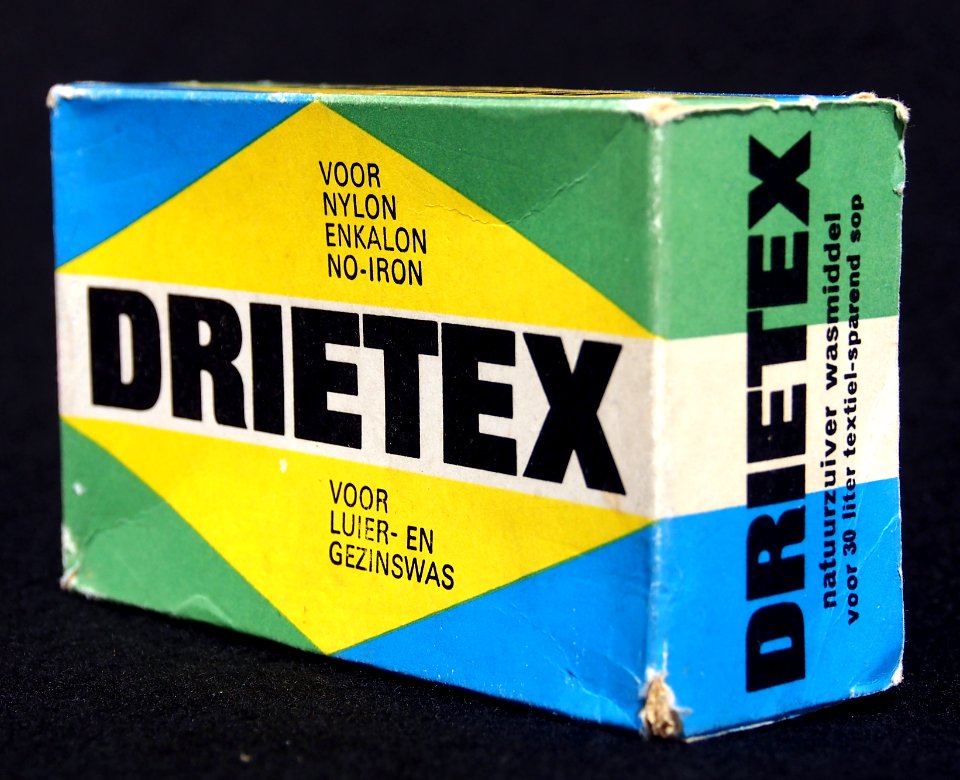 VOOR
NYLON
ENKALON
NO-IRON
DRIETEX
VOOR
LUIER- EN
GEZINSWAS
DRIETEX
natuurzuiver wasmiddel
voor 30 liter textiel-sparend sop